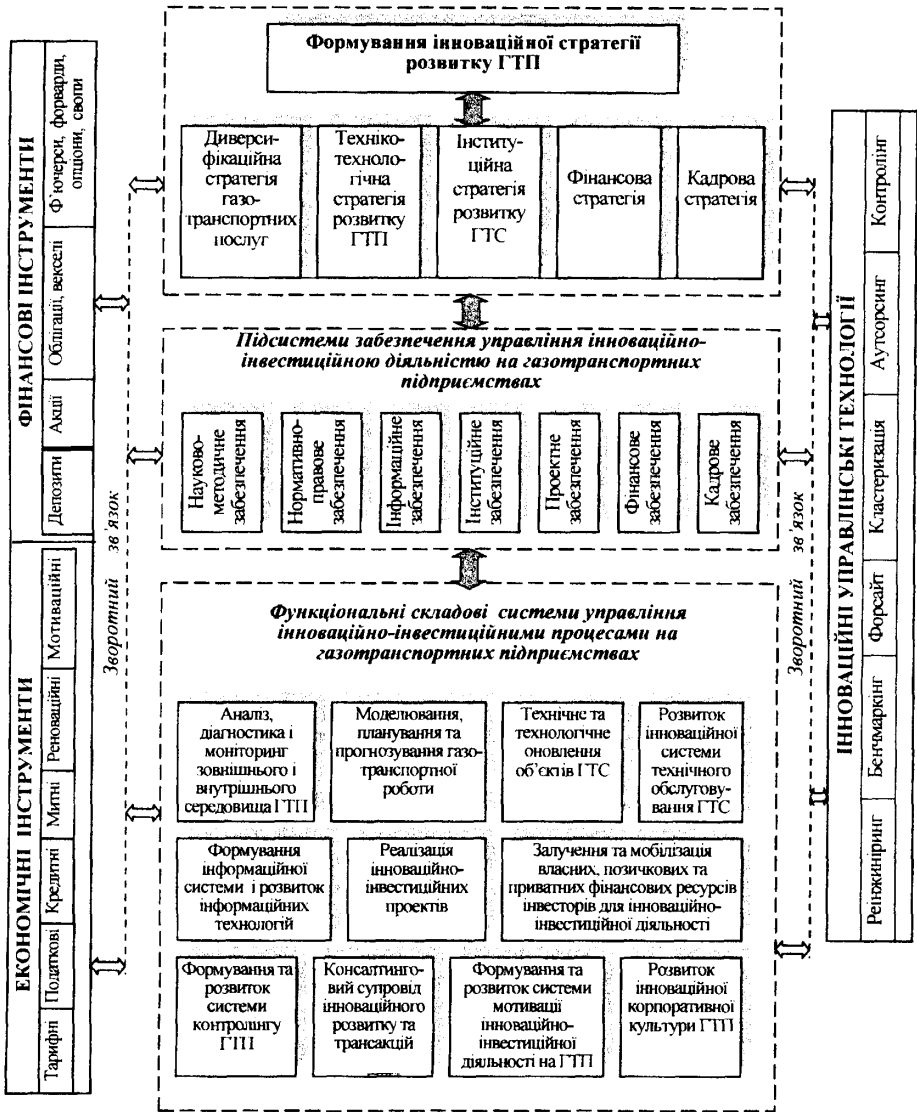 Формування інноваційної стратегії
розвитку ГТП
Диверси-
фікаційна
стратегія
газо-
транспортних
послуг
Техніко-
техноло-
гічна
стратегія
розвитку
ГТП
Інститу-
ційна
стратегія
розвитку
ГТС
Фінансова
стратегія
Кадрова
стратегія
Підсистеми забезпечення управління інноваційно-
інвестиційною діяльністю на газотранспортних
підприємствах
Науково-
методичне
забезпечення
Нормативно-
правове
забезпечення
Інформаційне
забезпечення
Інституційне
забезпечення
Проектне
забезпечення
Фінансове
забезпечення
Кадрове
забезпечення
Функціональні складові системи управління
інноваційно-інвестиційними процесами на
газотранспортних підприємствах
Аналіз,
діагностика і
моніторинг
зовнішнього і
внутрішнього
середовища ГТП
Моделювання,
планування та
прогнозування газо-
транспортної
роботи
Технічне та
технологічне
оновлення
об’єктів ГТС
Розвиток
інноваційної
системи
технічного
обслугову-
вання ГТС
Формування
інформаційної
системи і розвиток
інформаційних
технологій
Реалізація
інноваційно-
інвестиційних
проектів
Залучення та мобілізація
власних, позичкових та
приватних фінансових ресурсів
інвесторів для інноваційно-
інвестиційної діяльності
Формування та
розвиток
системи
контролінгу
ГТП
Консалтинго-
вий супровід
інноваційного
розвитку та
трансакцій
Формування та
розвиток системи
мотивації
інноваційно-
інвестиційної
діяльності на ГТП
Розвиток
інноваційної
корпоративної
культури ГТП
ФІНАНСОВІ ІНСТРУМЕНТИ
Депозити
Акції
Облігації, векселі
Ф’ючерси, форварди,
опціони, свопи
ЕКОНОМІЧНІ ІНСТРУМЕНТИ
Тарифні
Податкові
Кредитні
Митні
Реноваційні
Мотиваційні
Зворотний зв’язок
Зворотний зв’язок
ІННОВАЦІЙНІ УПРАВЛІНСЬКІ ТЕХНОЛОГІЇ
Реінжиніринг
Бенчмаркінг
Форсайт
Кластеризація
Аутсорсинг
Контролінг